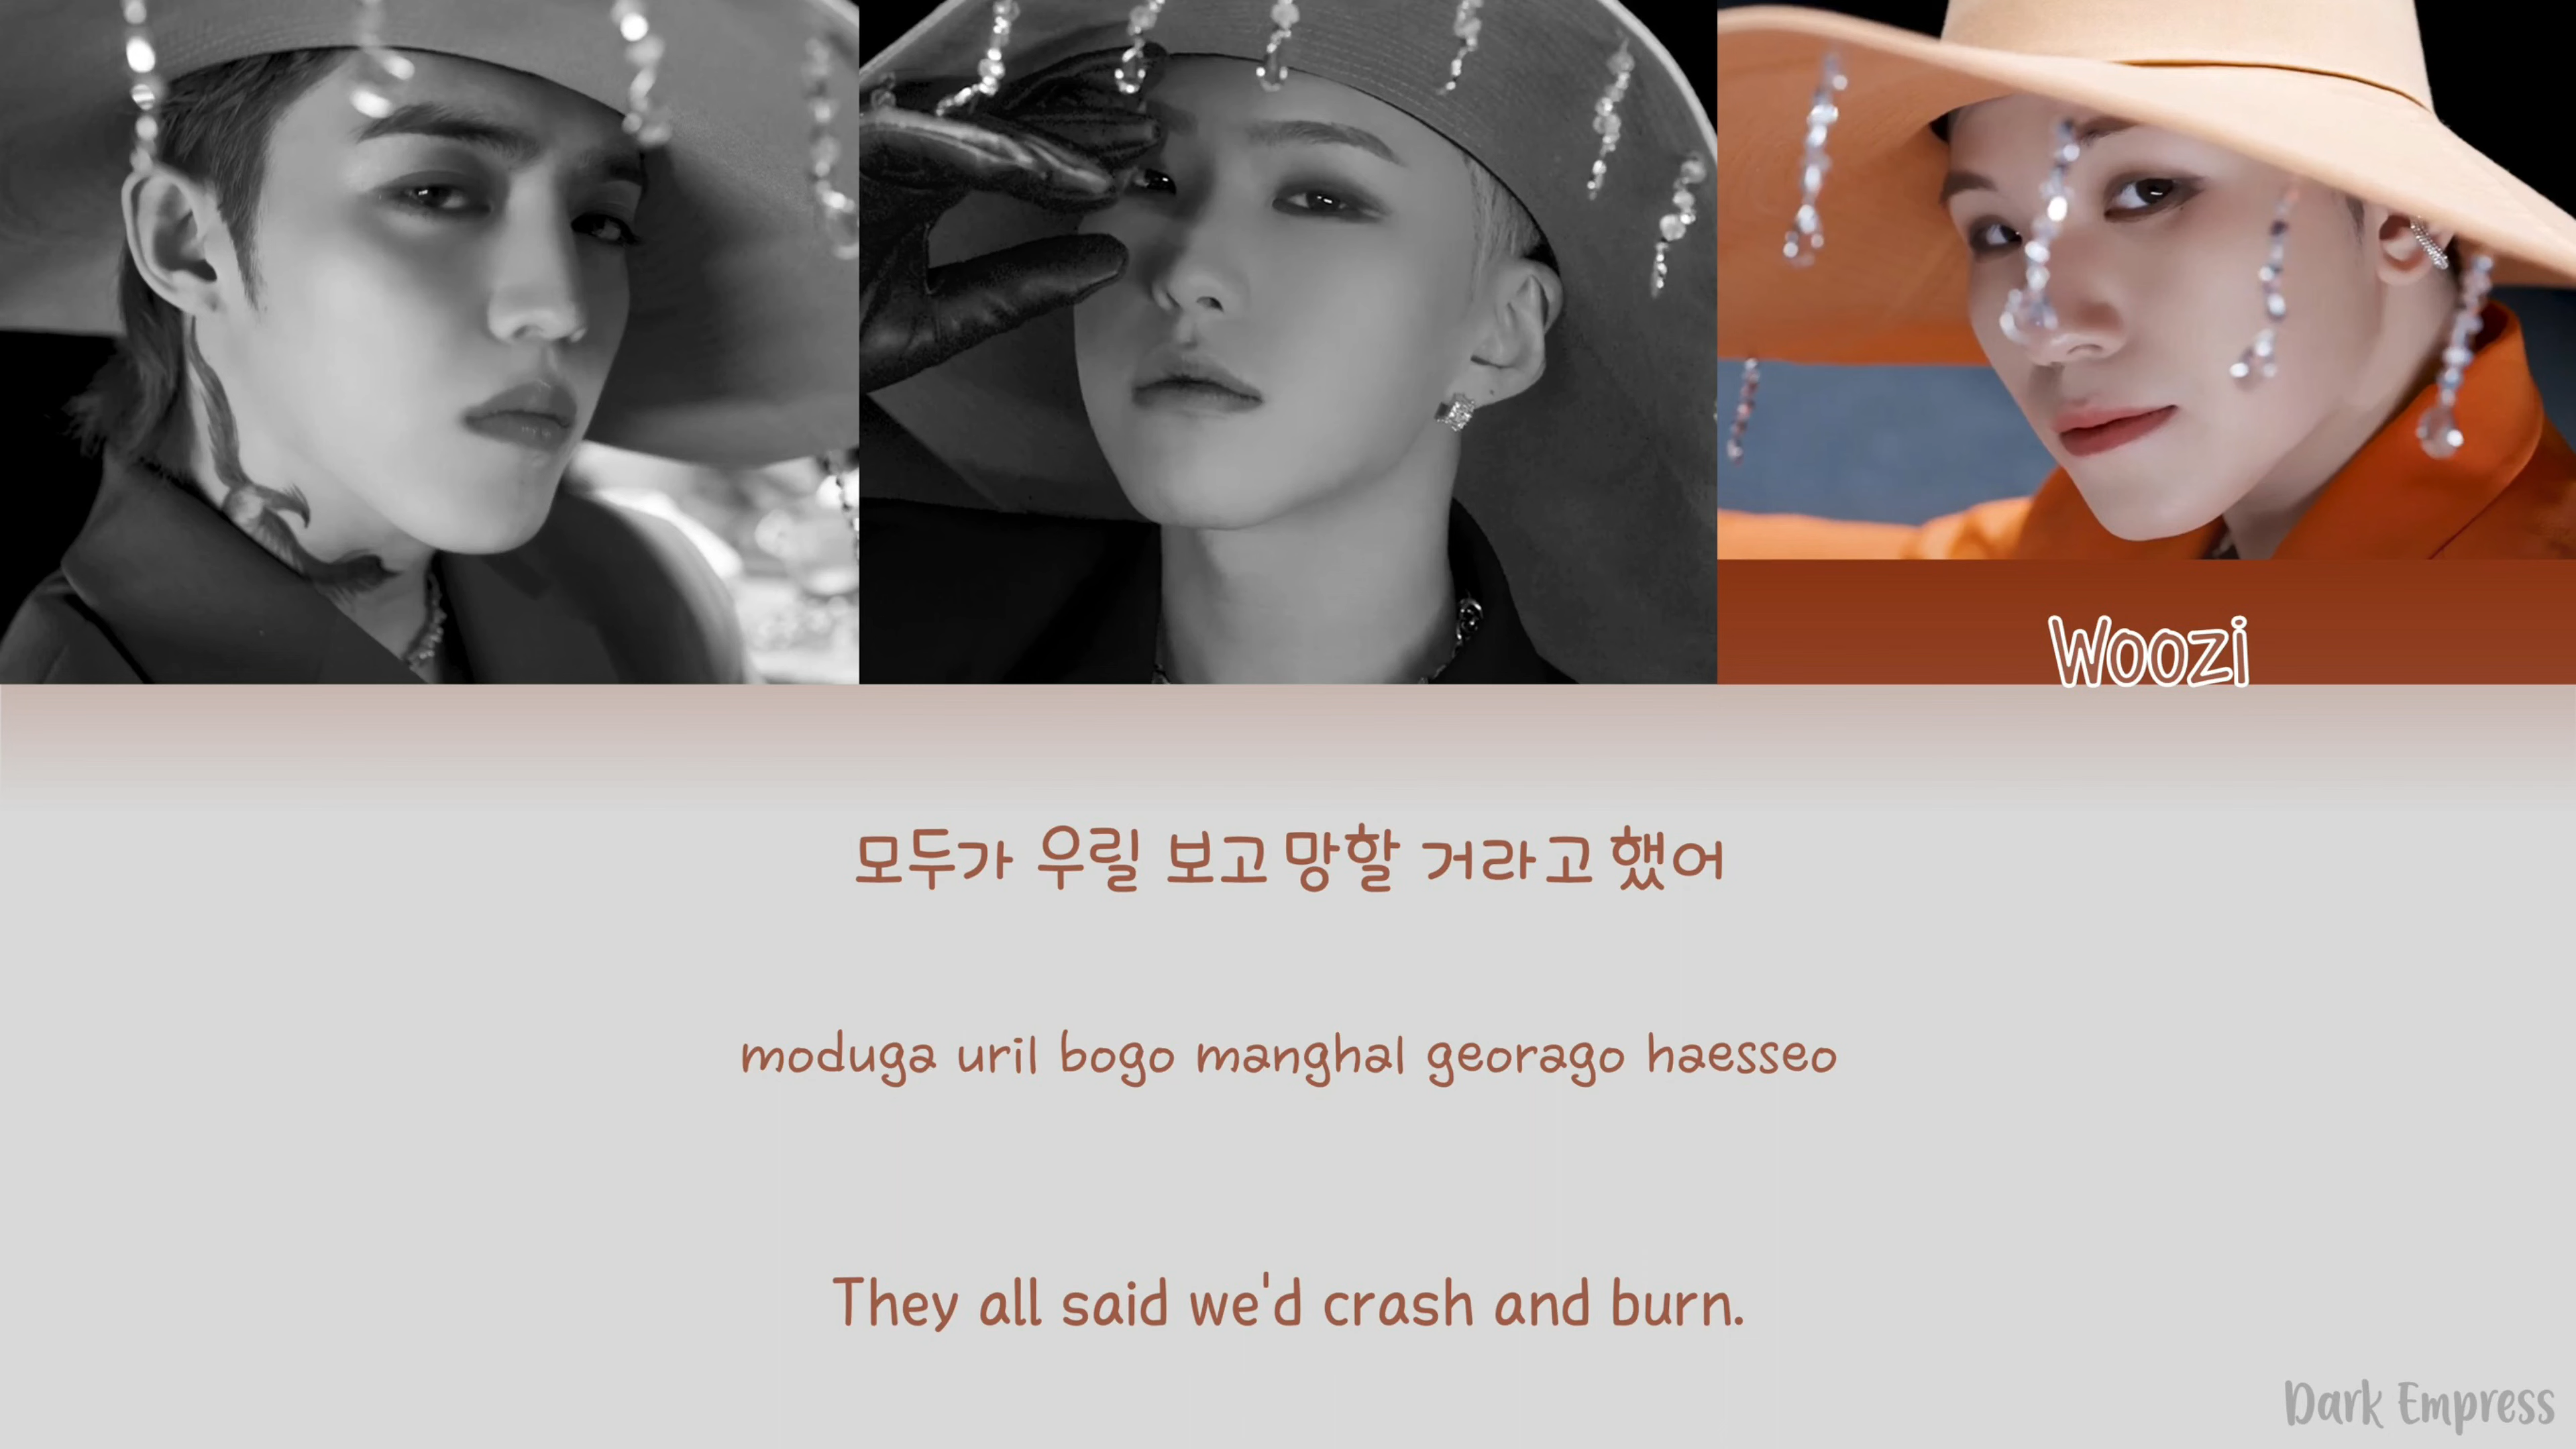 Woozi
모두가 우릴 보고 망할 거라고 했어
moduga uril bogo manghal georago haesseo
They all said we'd crash and burn.
Dark Empress